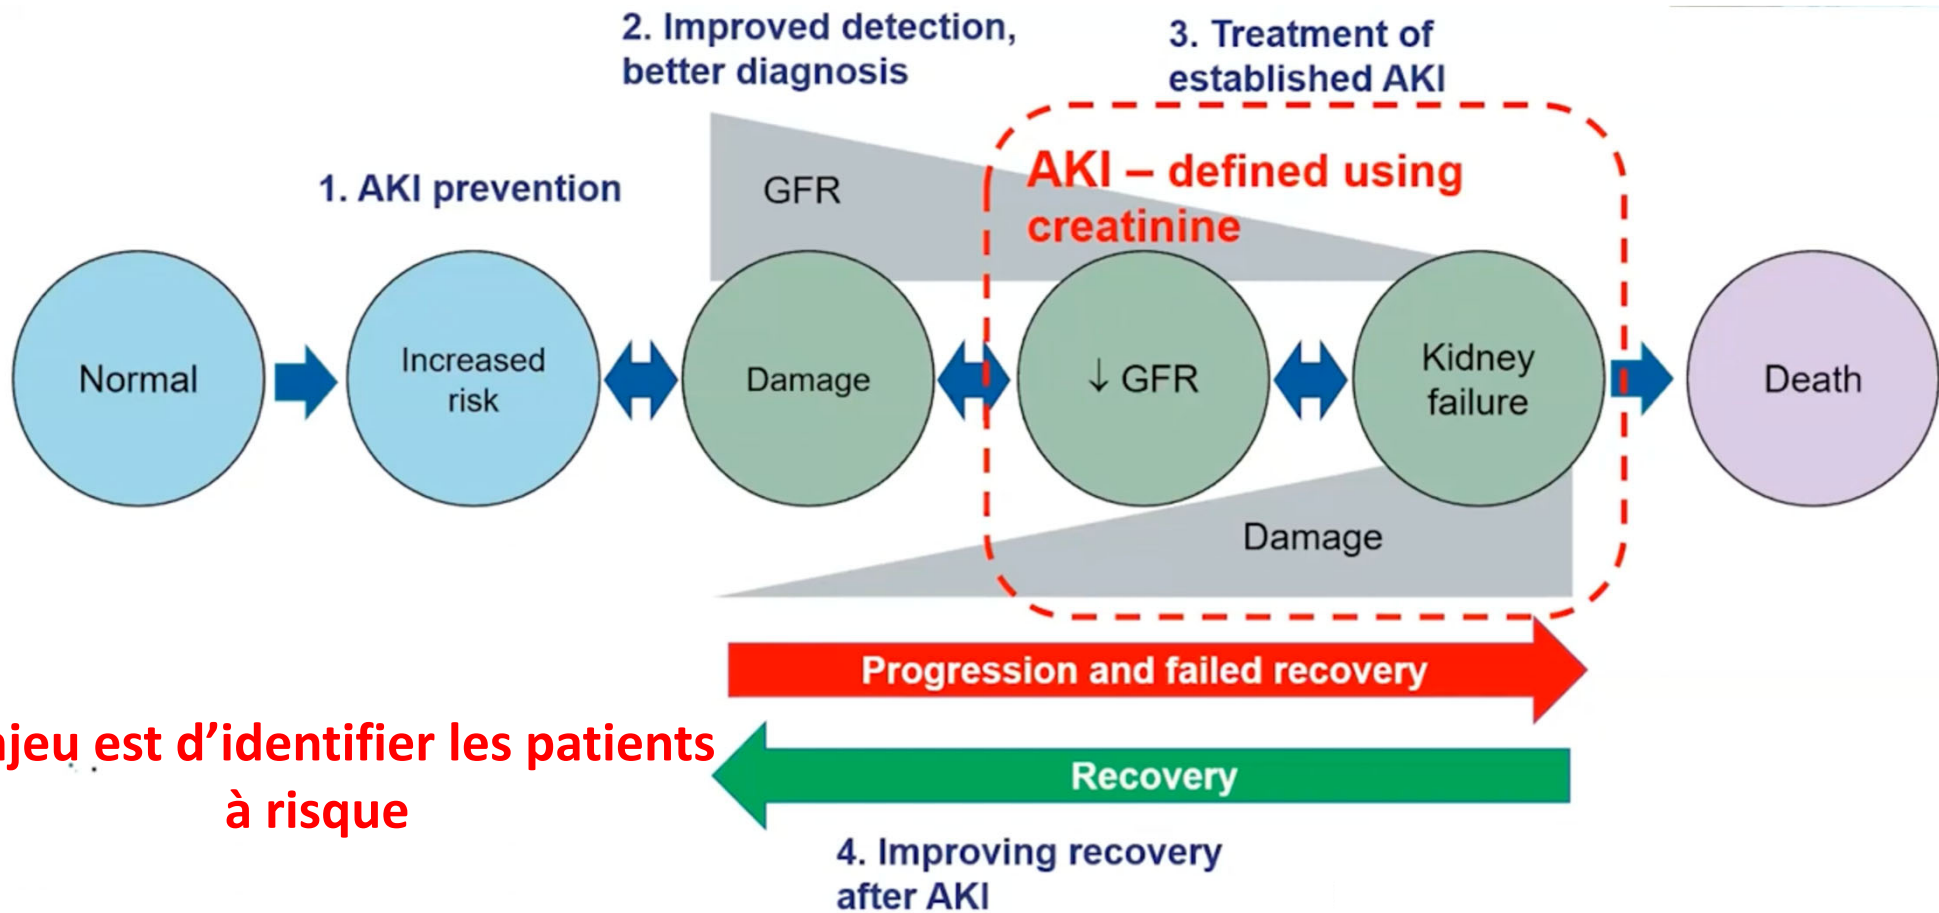 2. Improved detection,
better diagnosis
3. Treatment of
established AKI
1. AKI prevention
GFR
AKI – defined using
creatinine
Normal
Increased
risk
Damage
↓ GFR
Kidney
failure
Death
Damage
Progression and failed recovery
est d’identifier les patients
à risque
Recovery
4. Improving recovery
after AKI